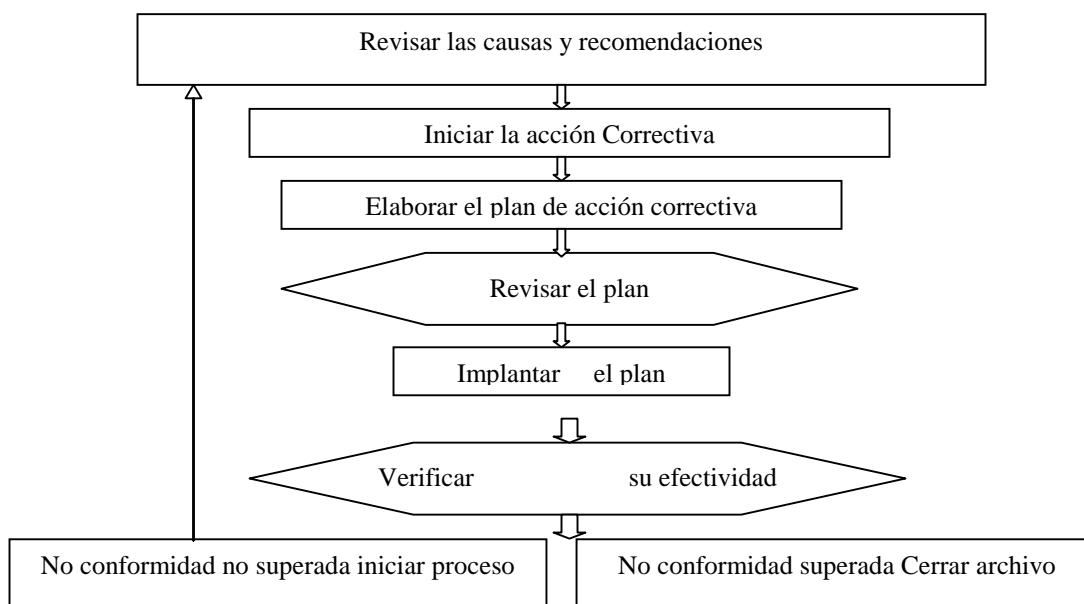 Revisar las causas y recomendaciones
Iniciar la acción Correctiva
Elaborar el plan de acción correctiva
Revisar el plan
Implantar el plan
Verificar su efectividad
No conformidad no superada iniciar proceso
No conformidad superada Cerrar archivo